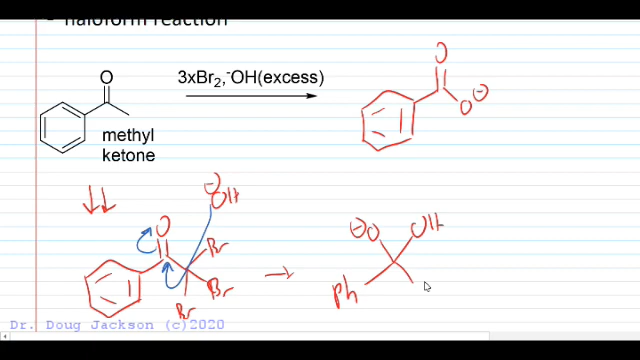 - haloform reaction
O
3xBr2,-OH(excess)
O
O⊖
methyl
ketone
⊖
OH
O
Br
Br
Br
⊖O
OH
Ph
Dr. Doug Jackson (c)2020